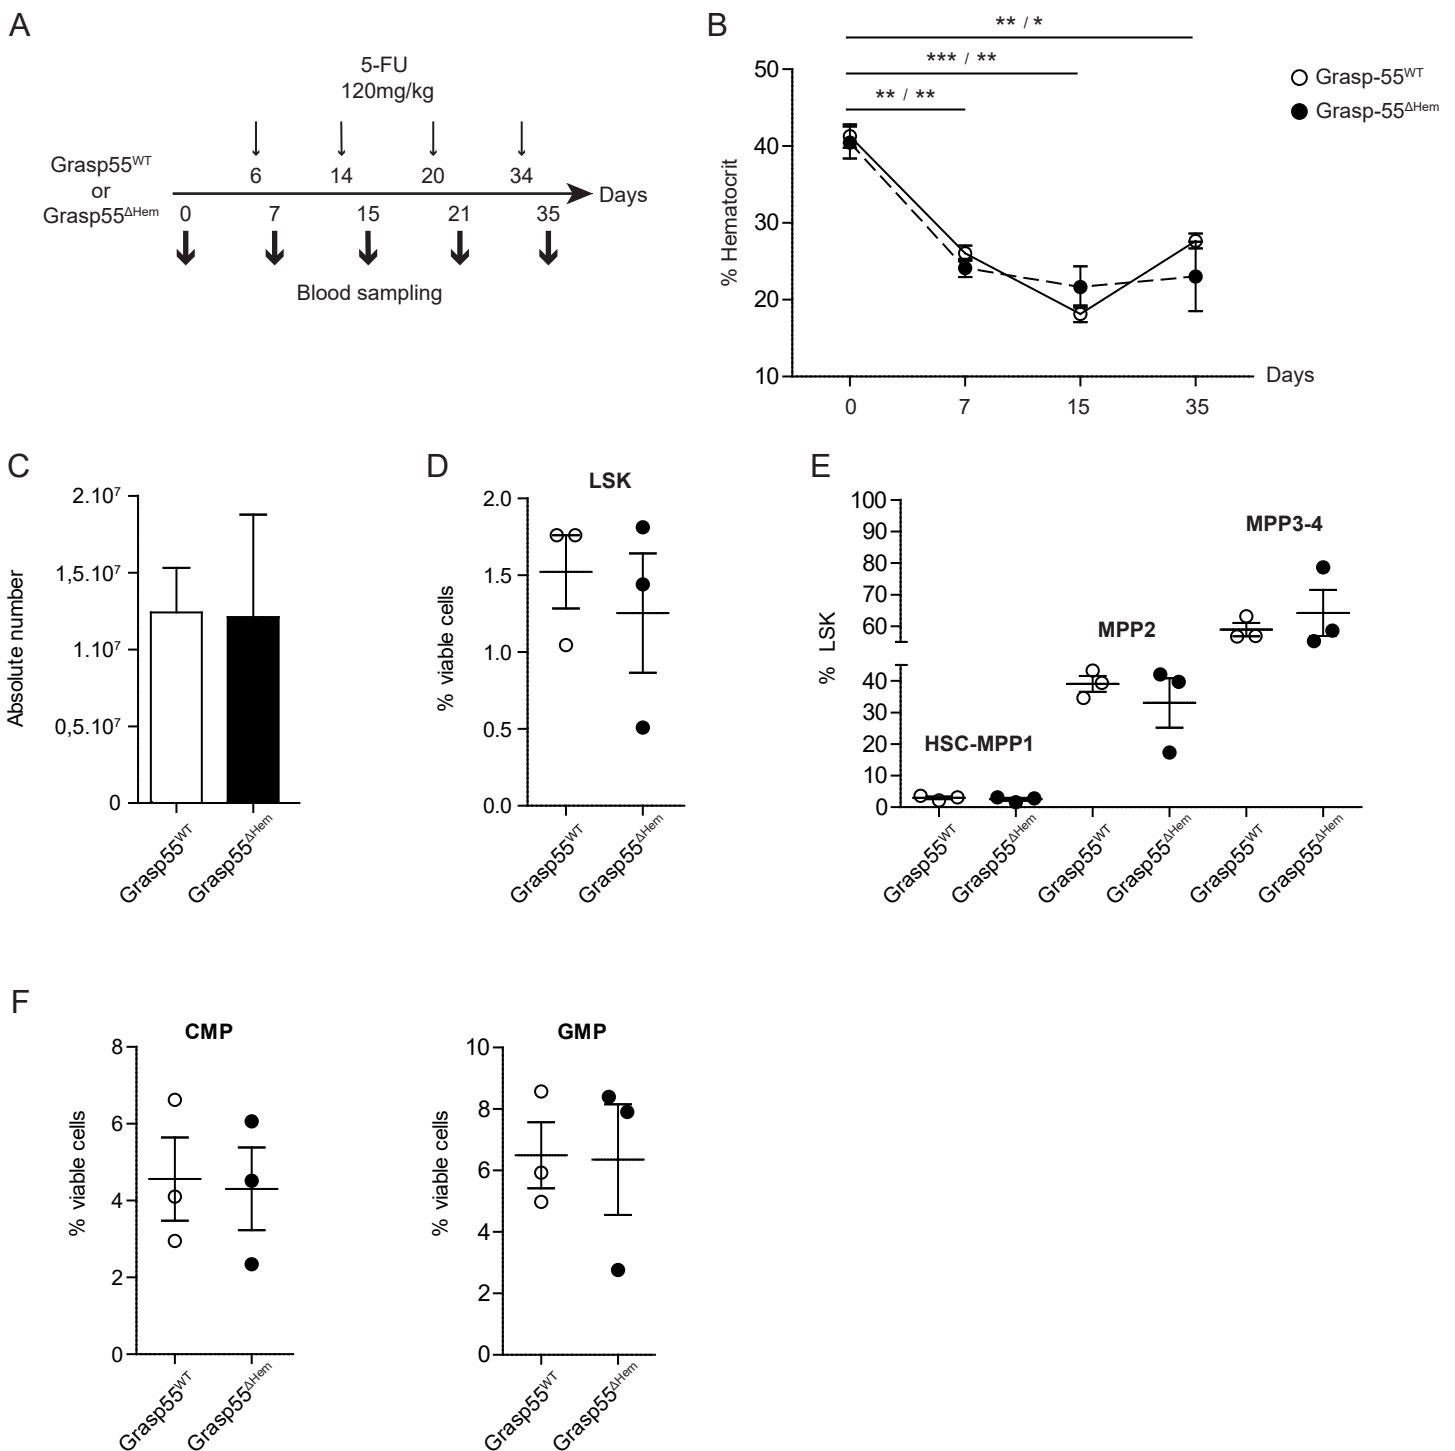 A
5-FU
120mg/kg
Grasp55WT
or
Grasp55ΔHem
6 14 20 34
Days
0 7 15 21 35
Blood sampling
B
** / *
*** / **
** / **
Grasp-55WT
Grasp-55ΔHem
% Hematocrit
50
40
30
20
10
0 7 15 35
Days
C
Absolute number
2.10⁷
1,5.10⁷
1.10⁷
0,5.10⁷
0
Grasp55WT
Grasp55ΔHem
D
LSK
% viable cells
2.0
1.5
1.0
0.5
0.0
Grasp55WT
Grasp55ΔHem
E
% LSK
100
90
80
70
60
40
30
20
10
0
HSC-MPP1
MPP2
MPP3-4
Grasp55WT
Grasp55ΔHem
Grasp55WT
Grasp55ΔHem
Grasp55WT
Grasp55ΔHem
F
CMP
% viable cells
8
6
4
2
0
Grasp55WT
Grasp55ΔHem
GMP
% viable cells
10
8
6
4
2
0
Grasp55WT
Grasp55ΔHem